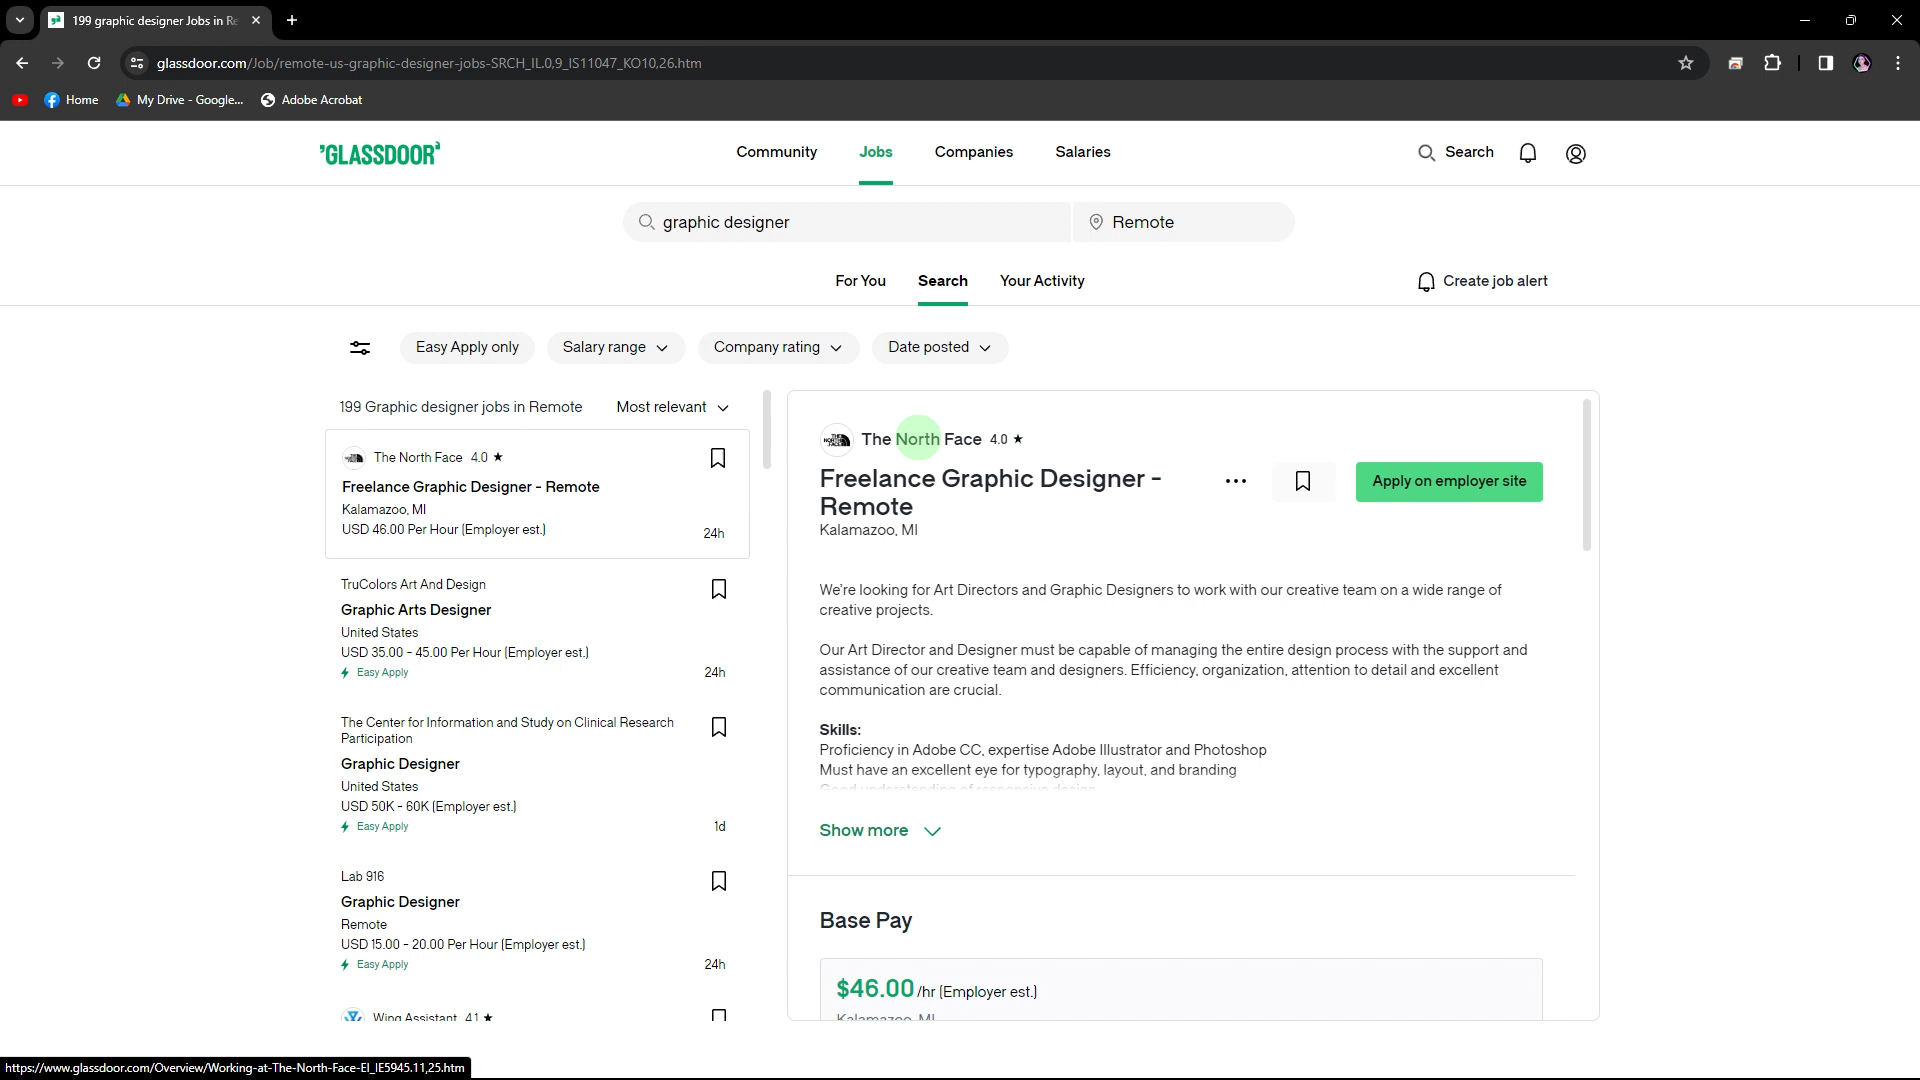 199 graphic designer Jobs in Re
glassdoor.com/Job/remote-us-graphic-designer-jobs-SRCH_IL.0,9_IS11047_KO10,26.htm
Home
My Drive - Google...
Adobe Acrobat
GLASSDOOR
Community
Jobs
Companies
Salaries
Search
graphic designer
Remote
For You
Search
Your Activity
Create job alert
Easy Apply only
Salary range
Company rating
Date posted
199 Graphic designer jobs in Remote
Most relevant
The North Face 4.0 ★
Freelance Graphic Designer - Remote
Kalamazoo, MI
USD 46.00 Per Hour (Employer est.)
24h
TruColors Art And Design
Graphic Arts Designer
United States
USD 35.00 - 45.00 Per Hour (Employer est.)
Easy Apply
24h
The Center for Information and Study on Clinical Research
Participation
Graphic Designer
United States
USD 50K - 60K (Employer est.)
Easy Apply
1d
Lab 916
Graphic Designer
Remote
USD 15.00 - 20.00 Per Hour (Employer est.)
Easy Apply
24h
Wing Assistant 4.1 ★
THE NORTH FACE
The North Face 4.0 ★
Freelance Graphic Designer -
Remote
Kalamazoo, MI
Apply on employer site
We're looking for Art Directors and Graphic Designers to work with our creative team on a wide range of
creative projects.
Our Art Director and Designer must be capable of managing the entire design process with the support and
assistance of our creative team and designers. Efficiency, organization, attention to detail and excellent
communication are crucial.
Skills:
Proficiency in Adobe CC, expertise Adobe Illustrator and Photoshop
Must have an excellent eye for typography, layout, and branding
Good understanding of responsive design
Show more
Base Pay
$46.00 /hr (Employer est.)
Kalamazoo, MI
https://www.glassdoor.com/Overview/Working-at-The-North-Face-EI_IE5945.11,25.htm